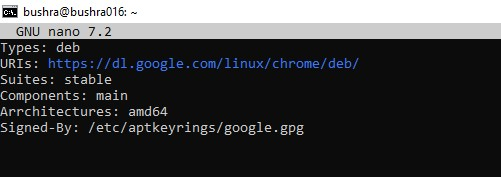 bushra@bushra016: ~
GNU nano 7.2
Types: deb
URIs: https://dl.google.com/linux/chrome/deb/
Suites: stable
Components: main
Arrchitectures: amd64
Signed-By: /etc/aptkeyrings/google.gpg